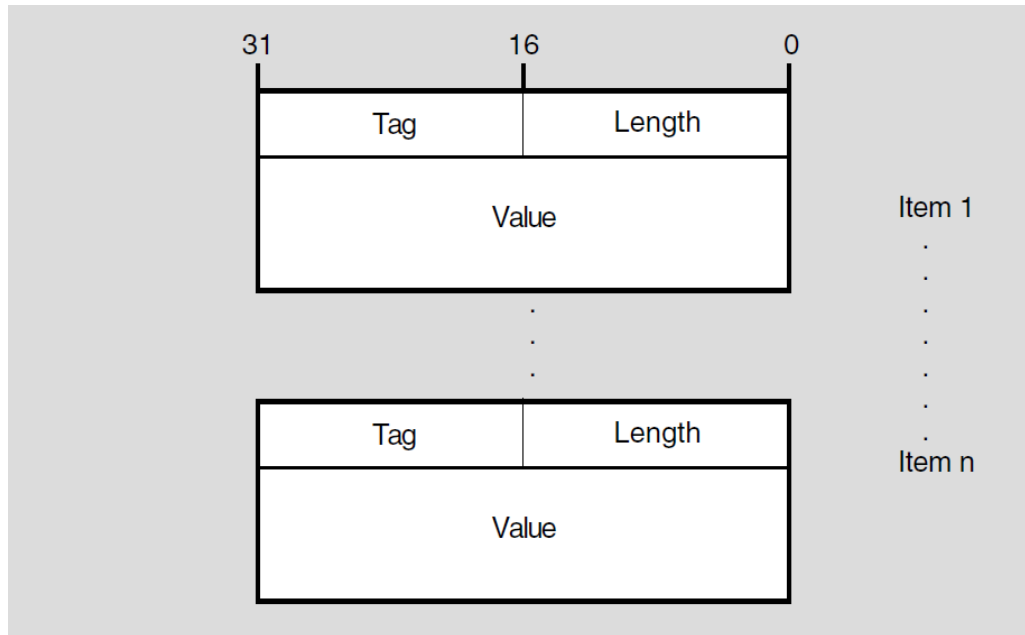 31 16 0
Tag Length
Value
Item 1
.
.
.
.
.
.
.
.
.
.
Tag Length
Item n
Value